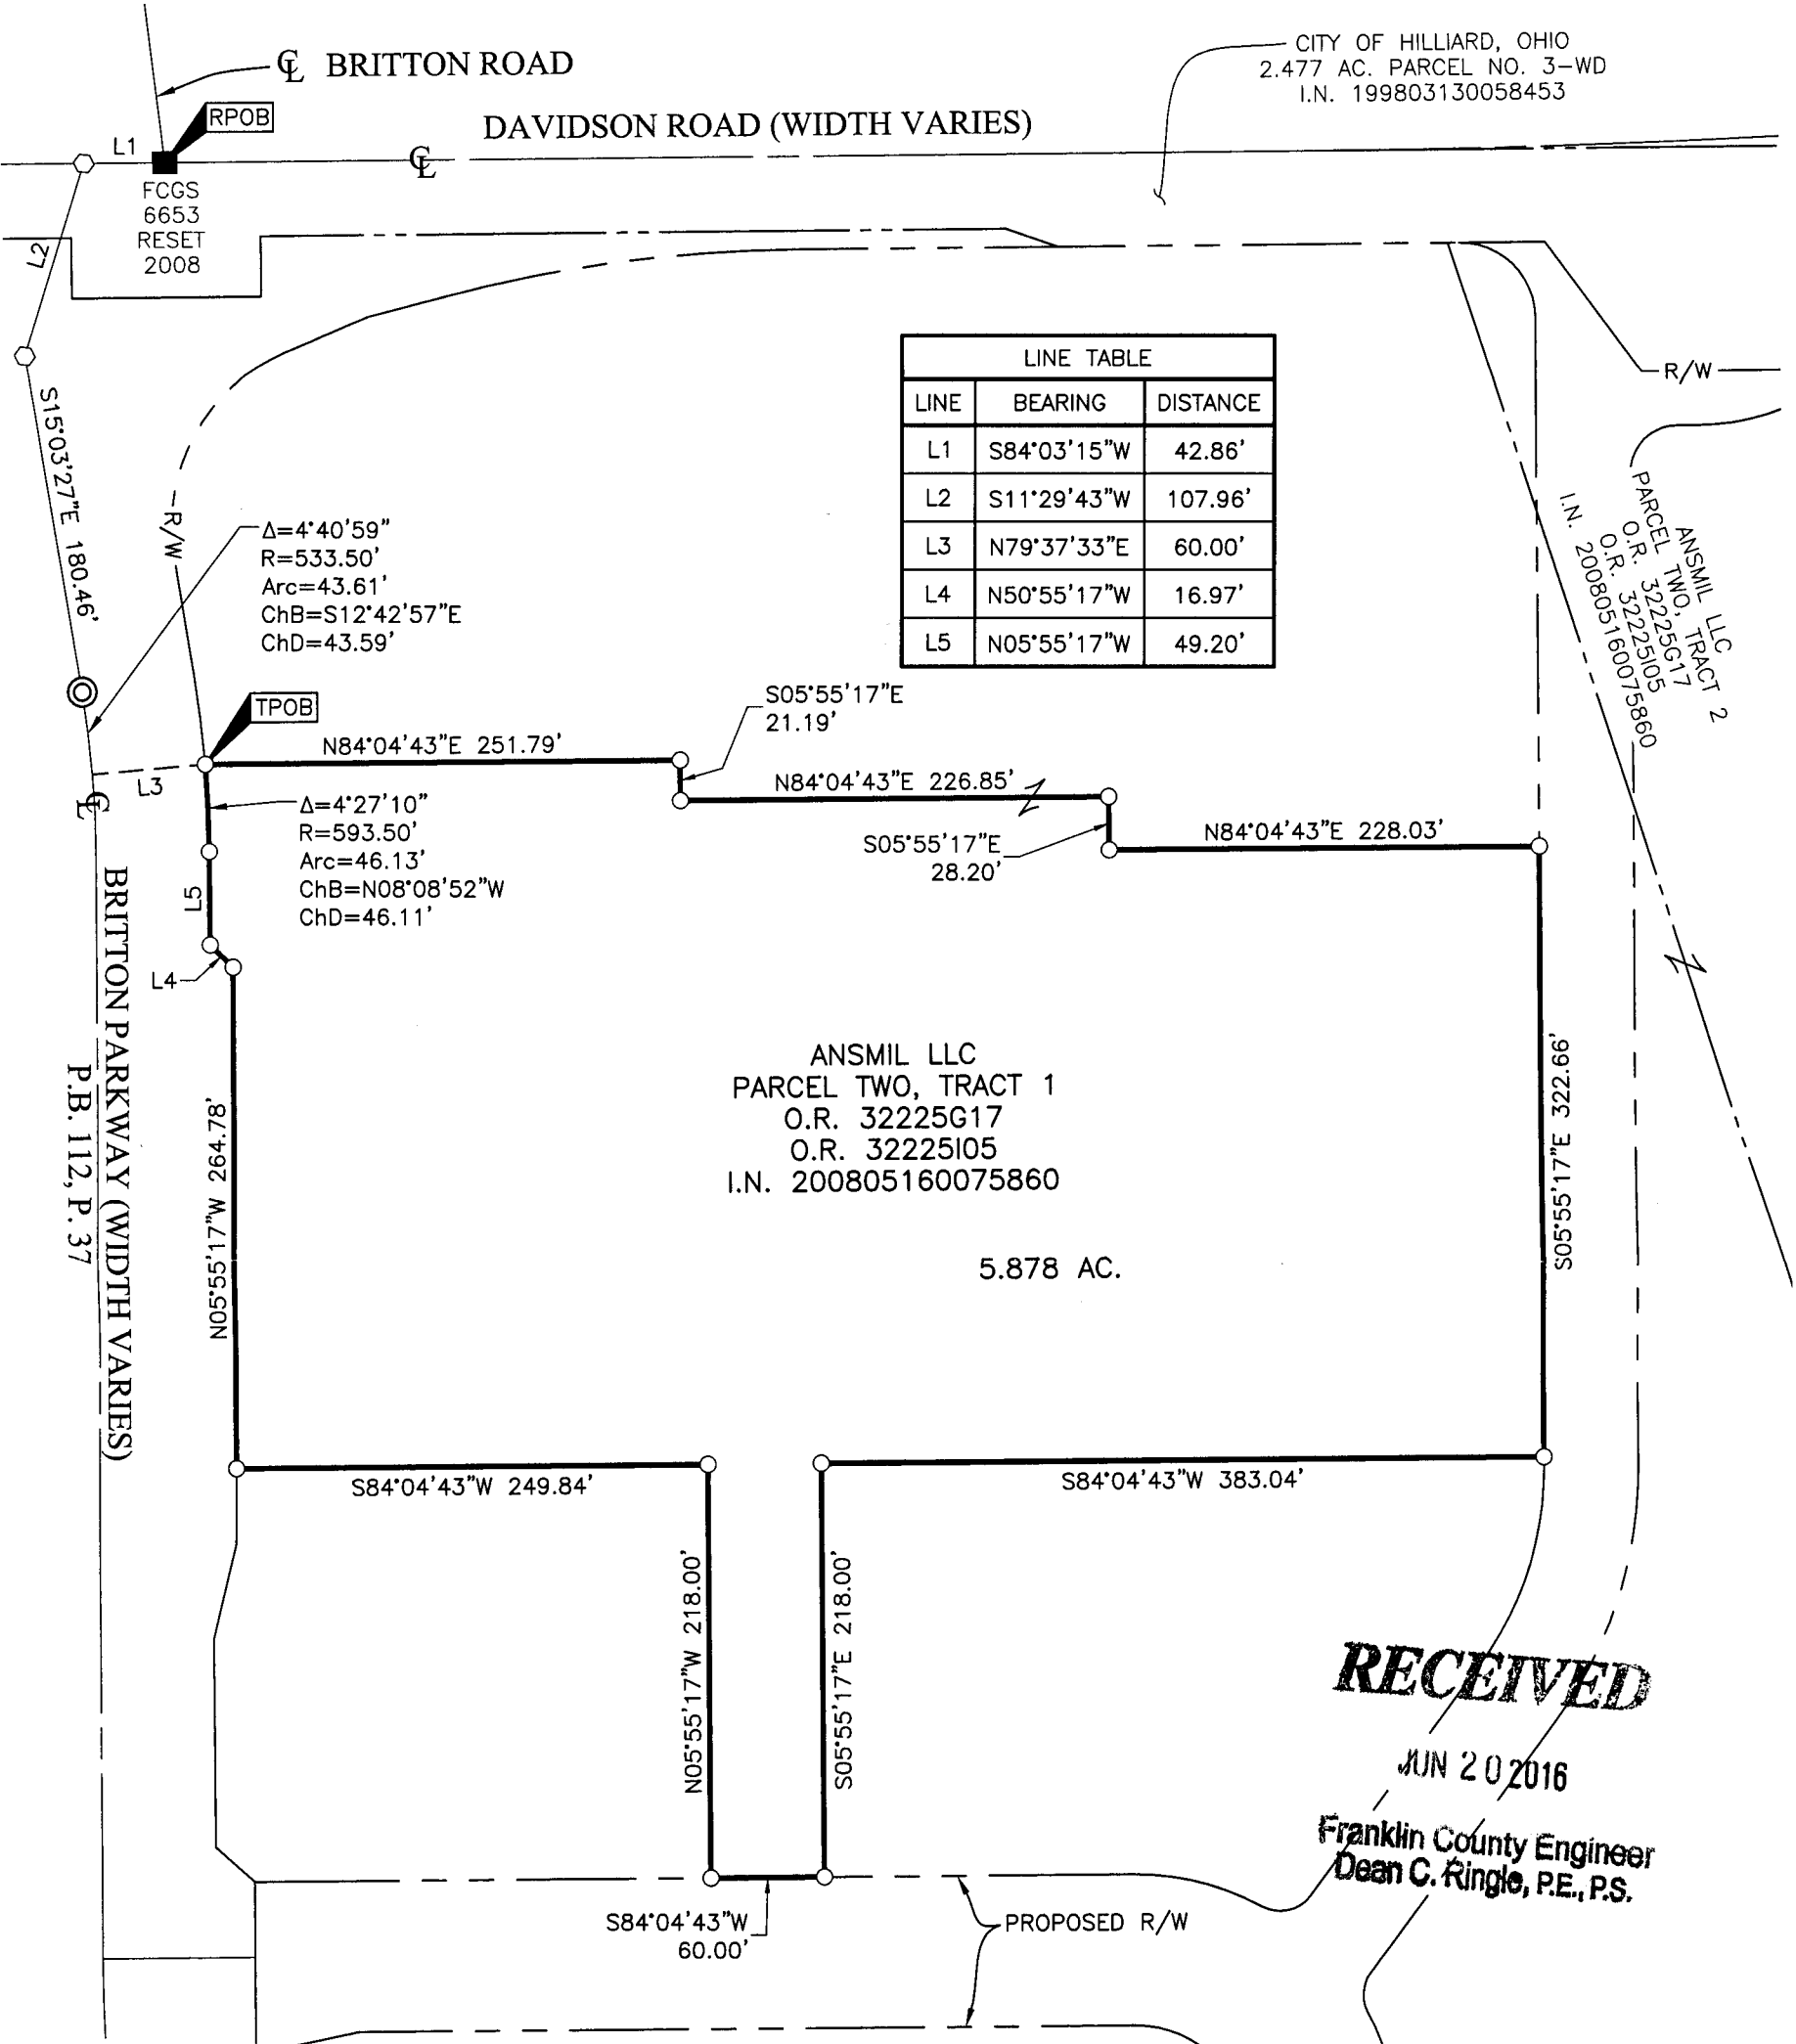 ℄ BRITTON ROAD
CITY OF HILLIARD, OHIO
2.477 AC. PARCEL NO. 3-WD
I.N. 199803130058453
RPOB
DAVIDSON ROAD (WIDTH VARIES)
L1
℄
FCGS
6653
RESET
2008
L2
LINE TABLE
LINE BEARING DISTANCE
L1 S84°03'15"W 42.86'
L2 S11°29'43"W 107.96'
L3 N79°37'33"E 60.00'
L4 N50°55'17"W 16.97'
L5 N05°55'17"W 49.20'
R/W
S15°03'27"E 180.46'
R/W
Δ=4°40'59"
R=533.50'
Arc=43.61'
ChB=S12°42'57"E
ChD=43.59'
ANSMIL LLC
PARCEL TWO, TRACT 2
O.R. 32225G17
O.R. 32225I05
I.N. 200805160075860
TPOB
N84°04'43"E 251.79'
S05°55'17"E
21.19'
N84°04'43"E 226.85'
S05°55'17"E
28.20'
N84°04'43"E 228.03'
L3
℄
Δ=4°27'10"
R=593.50'
Arc=46.13'
ChB=N08°08'52"W
ChD=46.11'
L5
L4
BRITTON PARKWAY (WIDTH VARIES)
P.B. 112, P. 37
N05°55'17"W 264.78'
ANSMIL LLC
PARCEL TWO, TRACT 1
O.R. 32225G17
O.R. 32225I05
I.N. 200805160075860
5.878 AC.
S05°55'17"E 322.66'
S84°04'43"W 249.84'
S84°04'43"W 383.04'
N05°55'17"W 218.00'
S05°55'17"E 218.00'
RECEIVED
JUN 20 2016
Franklin County Engineer
Dean C. Ringle, P.E., P.S.
S84°04'43"W
60.00'
PROPOSED R/W